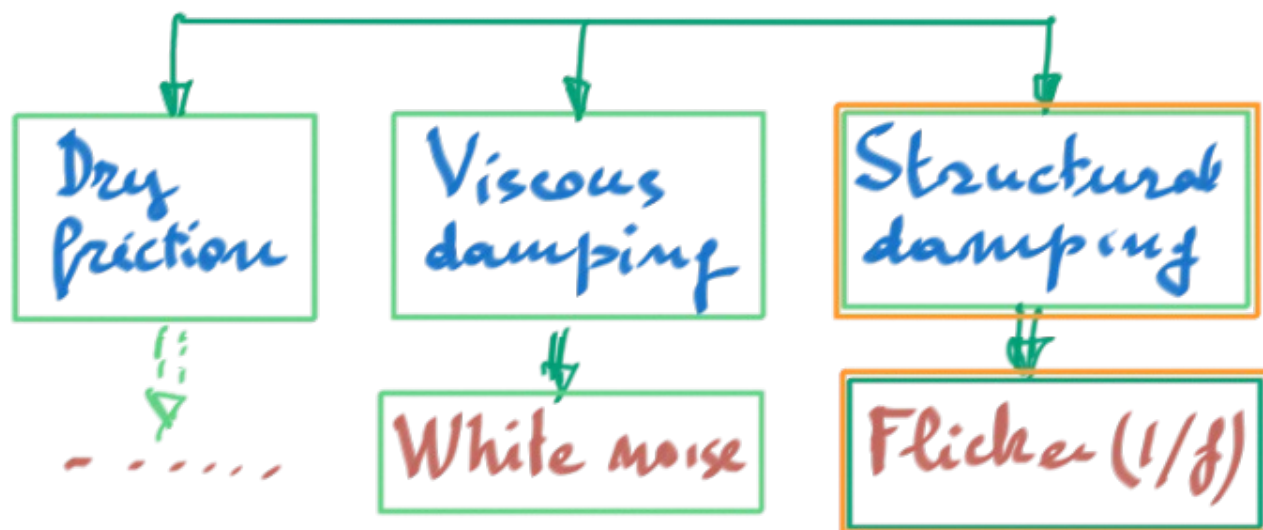 Dry
friction
Viscous
damping
Structural
damping
White noise
Flicker (1/f)